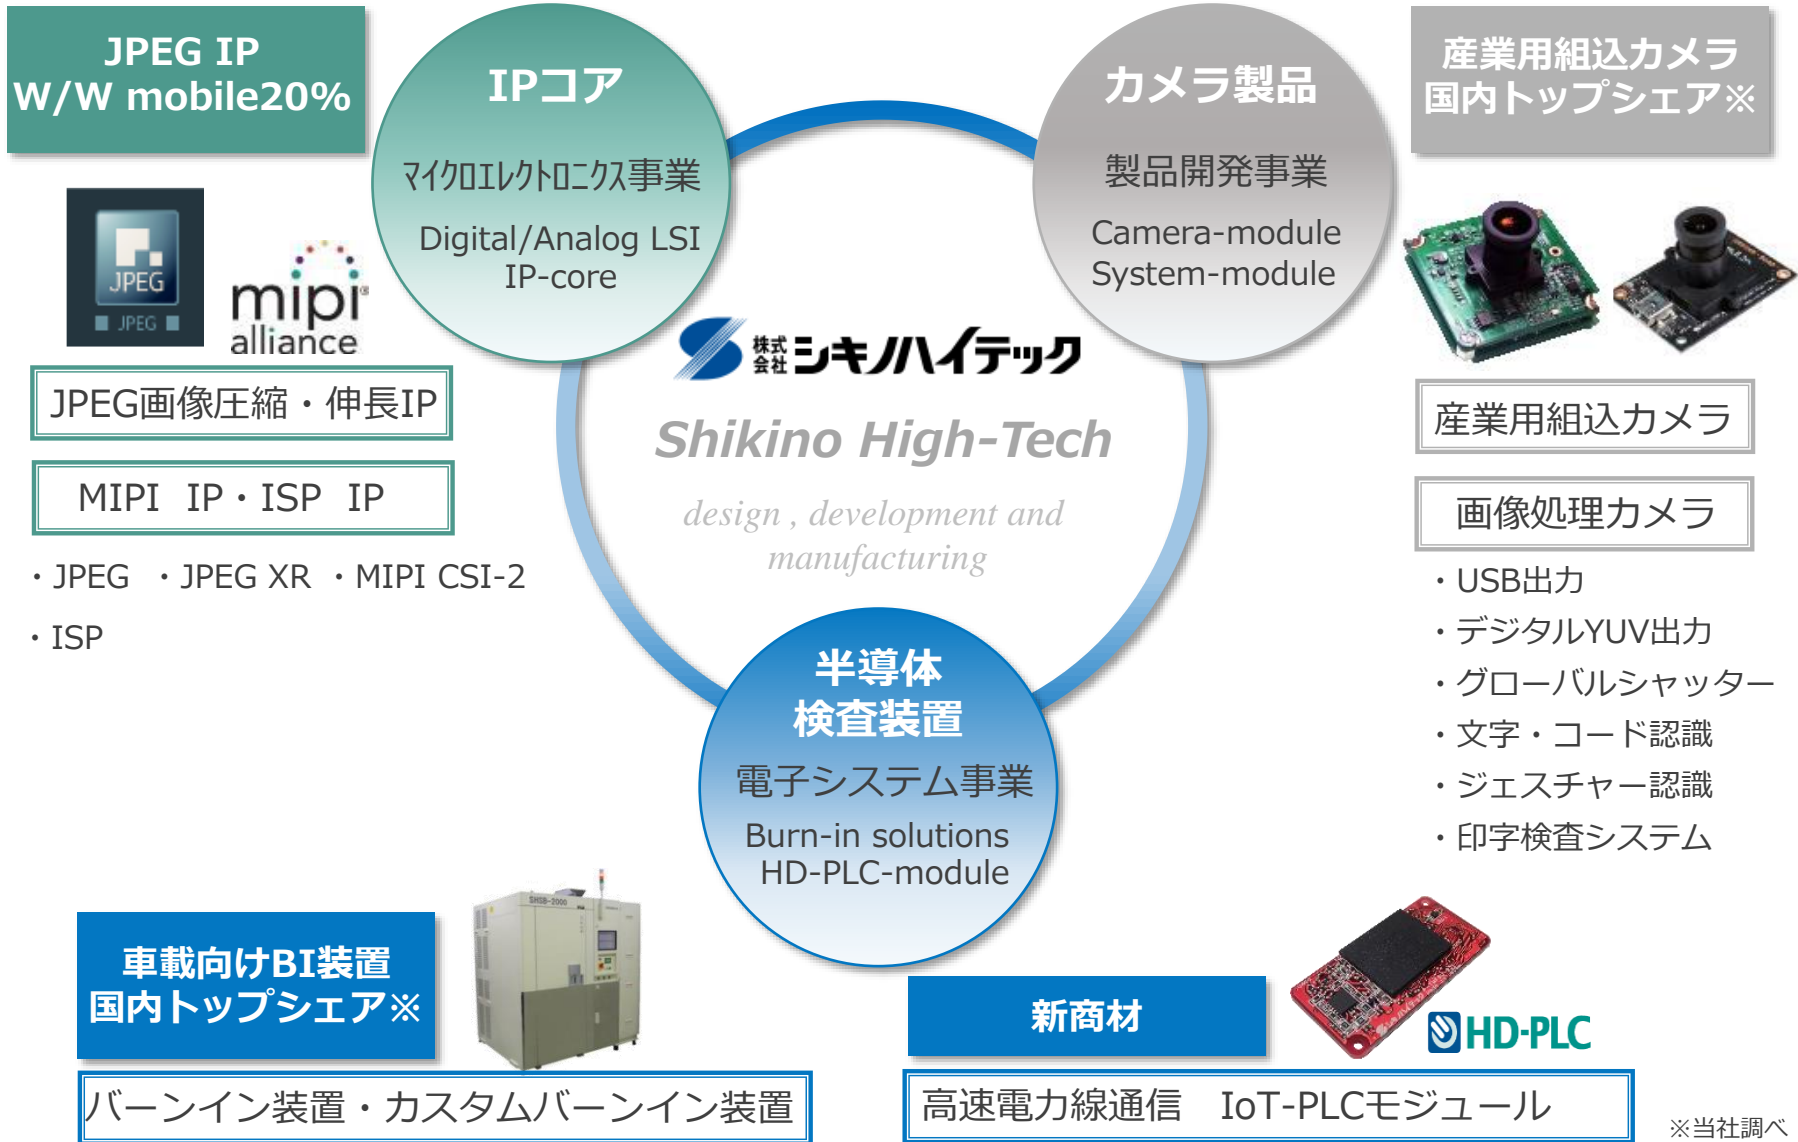 JPEG IP
W/W mobile20%
IPコア
マイクロエレクトロニクス事業
Digital/Analog LSI
IP-core
カメラ製品
製品開発事業
Camera-module
System-module
産業用組込カメラ
国内トップシェア※
JPEG
JPEG
mipi®
alliance
JPEG画像圧縮・伸長IP
MIPI IP・ISP IP
・JPEG ・JPEG XR ・MIPI CSI-2
・ISP
株式会社 シキノハイテック
Shikino High-Tech
design , development and
manufacturing
産業用組込カメラ
画像処理カメラ
・USB出力
・デジタルYUV出力
・グローバルシャッター
・文字・コード認識
・ジェスチャー認識
・印字検査システム
半導体
検査装置
電子システム事業
Burn-in solutions
HD-PLC-module
車載向けBI装置
国内トップシェア※
SHSB-2000
バーンイン装置・カスタムバーンイン装置
新商材
HD-PLC
高速電力線通信 IoT-PLCモジュール
※当社調べ